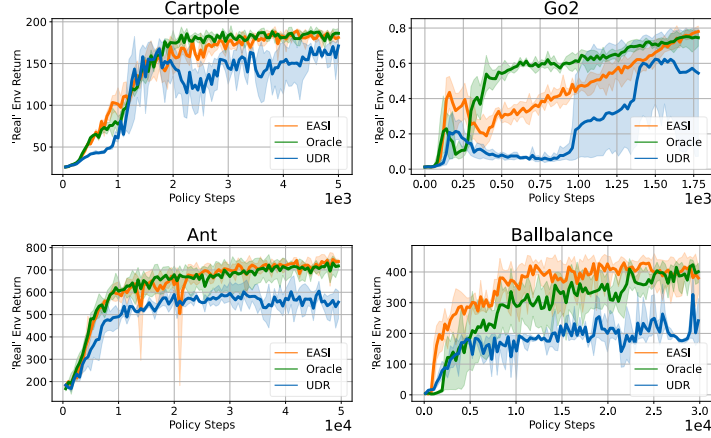 Cartpole
'Real' Env Return
200
150
100
50
EASI
Oracle
UDR
0 1 2 3 4 5
Policy Steps
1e3
Go2
'Real' Env Return
0.8
0.6
0.4
0.2
0.0
EASI
Oracle
UDR
0.00 0.25 0.50 0.75 1.00 1.25 1.50 1.75
Policy Steps
1e3
Ant
'Real' Env Return
800
700
600
500
400
300
200
EASI
Oracle
UDR
0 1 2 3 4 5
Policy Steps
1e4
Ballbalance
'Real' Env Return
400
300
200
100
0
EASI
Oracle
UDR
0.0 0.5 1.0 1.5 2.0 2.5 3.0
Policy Steps
1e4